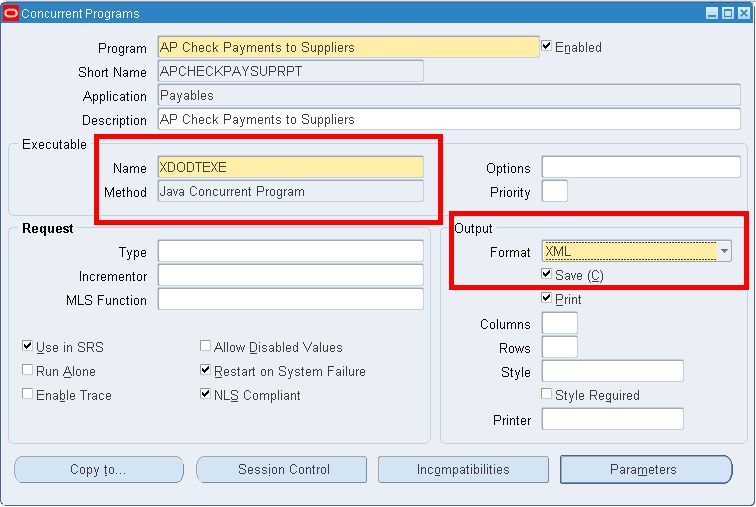 Concurrent Programs
Program AP Check Payments to Suppliers Enabled
Short Name APCHECKPAYSUPRPT
Application Payables
Description AP Check Payments to Suppliers
Executable
Name XDODTEXE Options
Method Java Concurrent Program Priority
Request Output
Type Format XML
Incrementor Save (C)
MLS Function Print
Columns
Use in SRS Allow Disabled Values Rows
Run Alone Restart on System Failure Style
Enable Trace NLS Compliant Style Required
Printer
Copy to... Session Control Incompatibilities Parameters